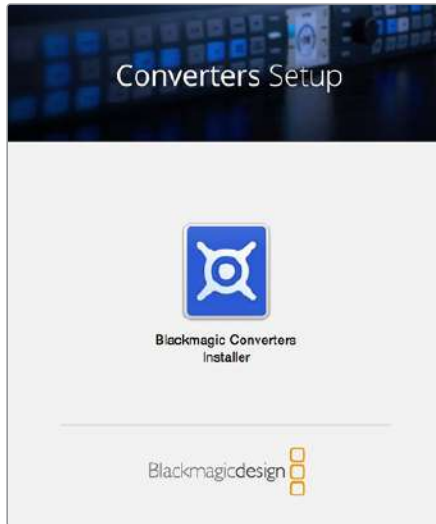 Converters Setup
Blackmagic Converters
Installer
Blackmagicdesign